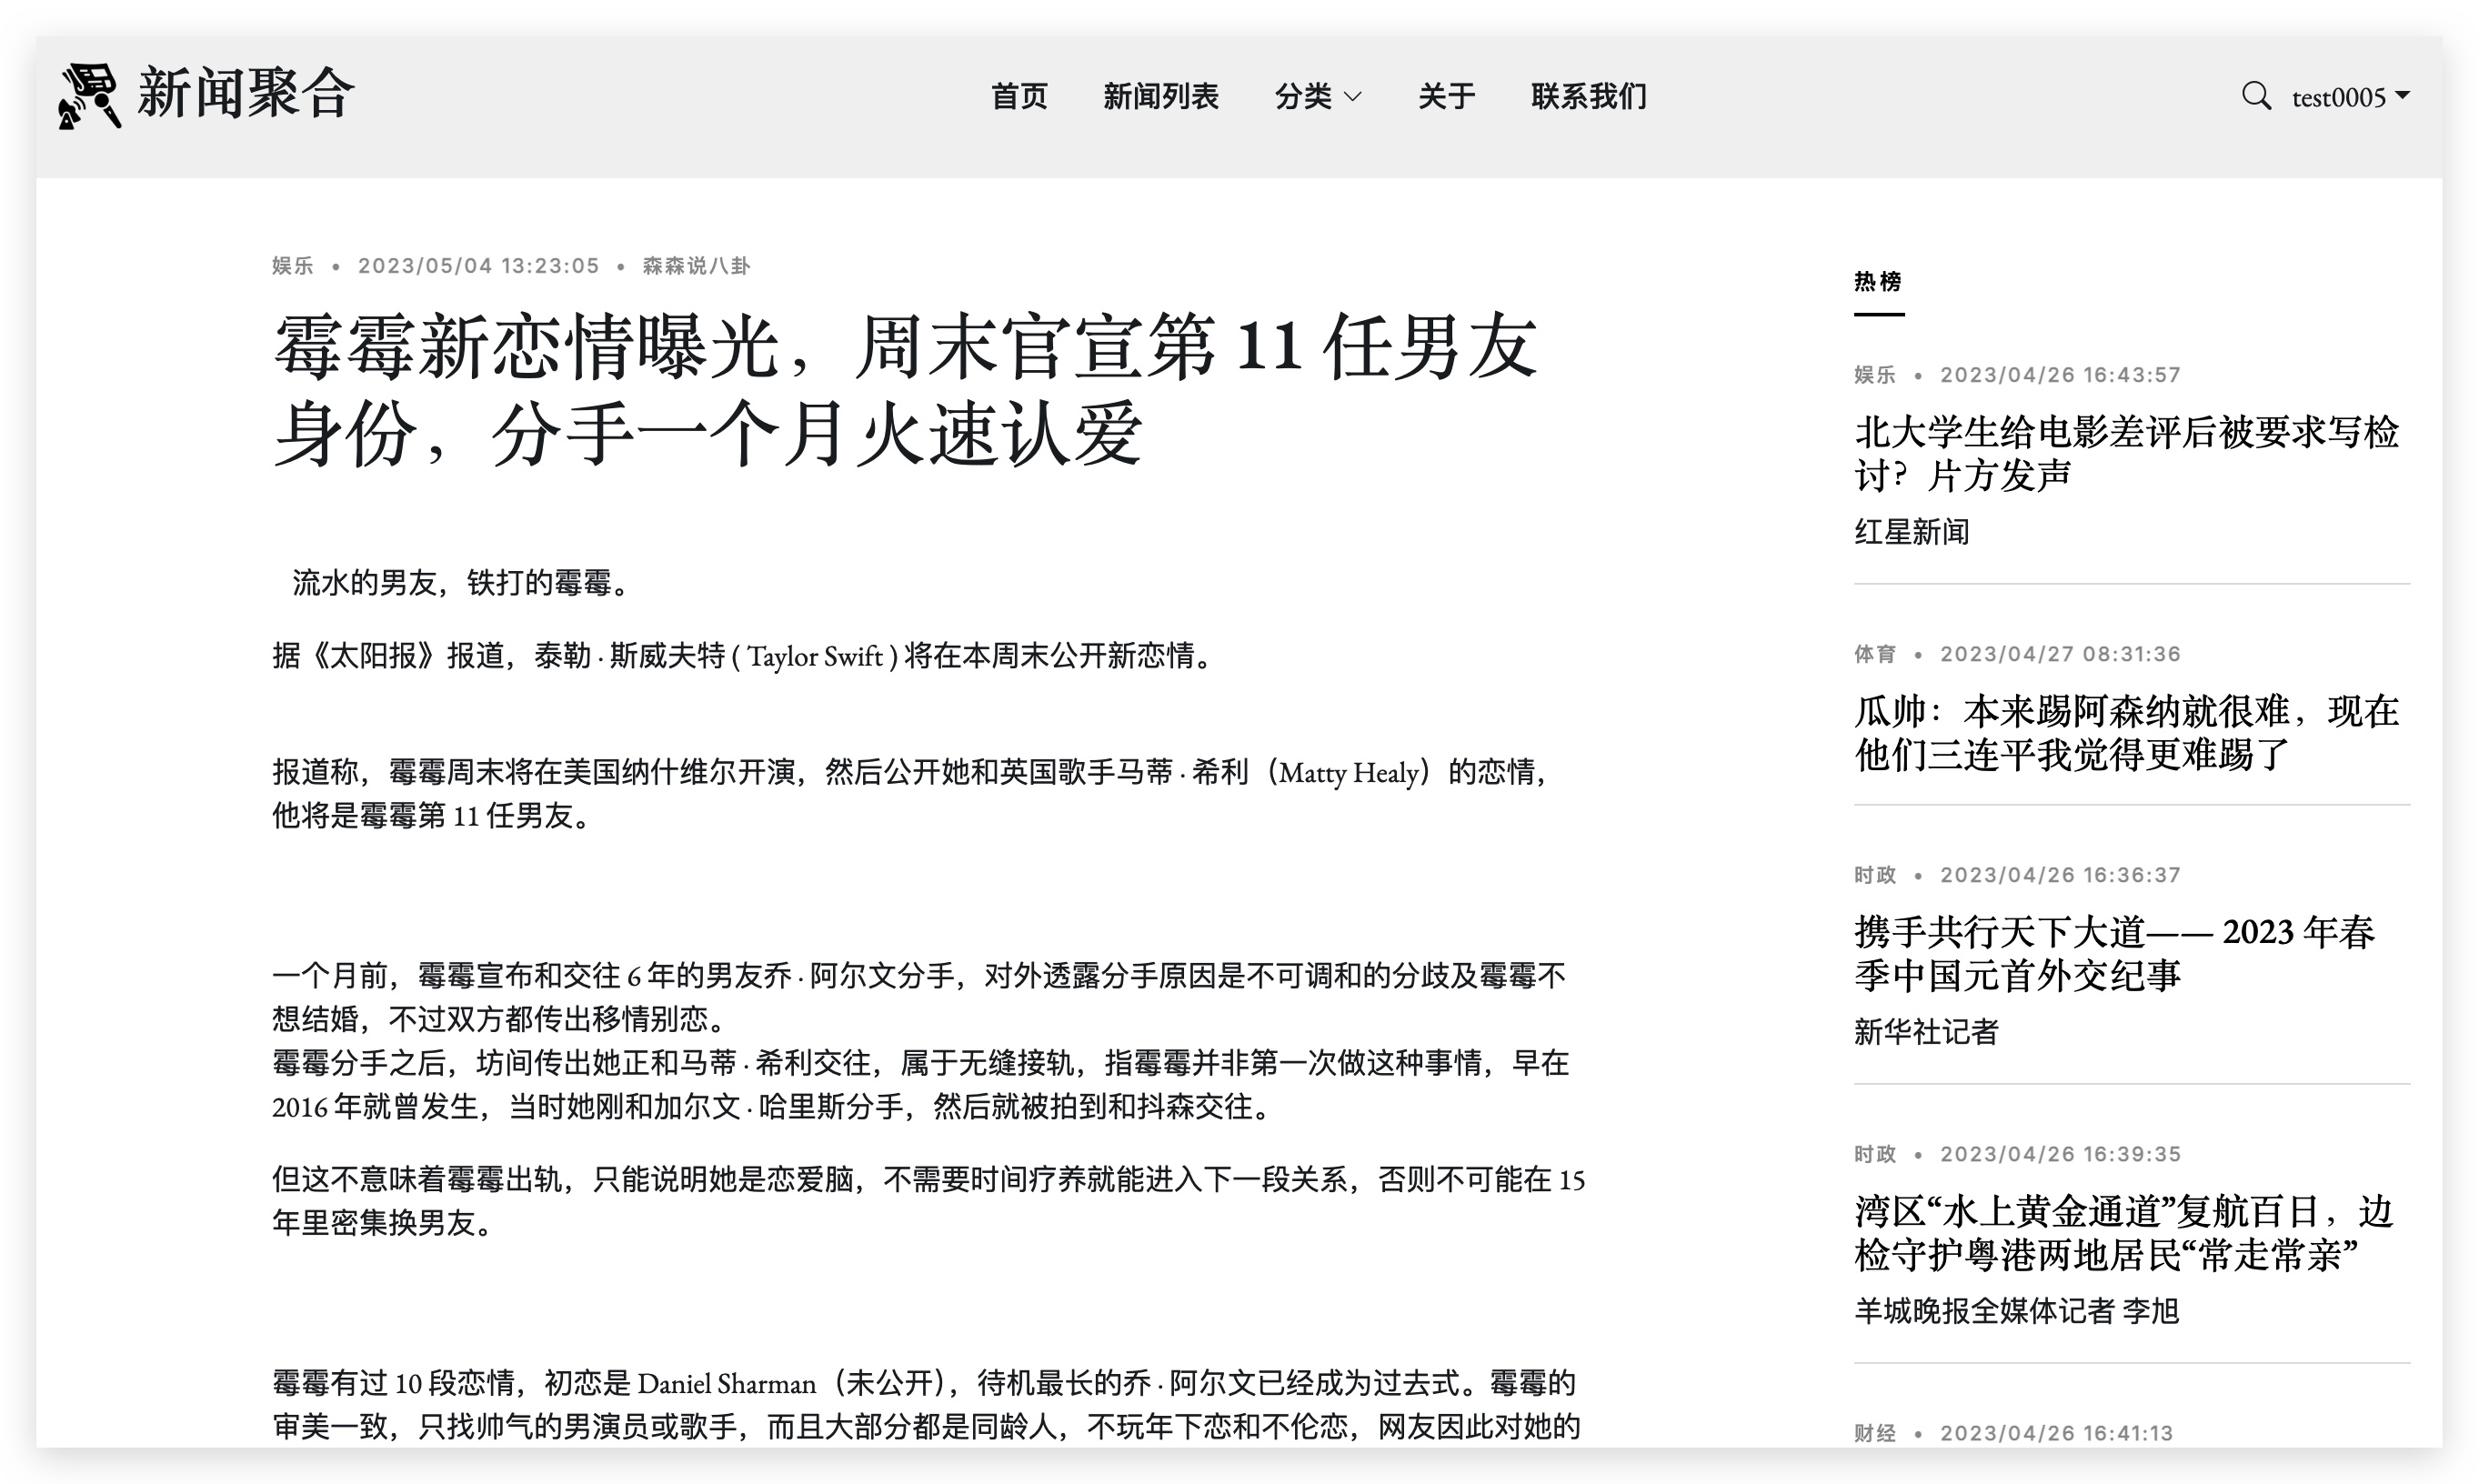 新闻聚合
首页 新闻列表 分类 关于 联系我们
test0005
娱乐 • 2023/05/04 13:23:05 • 森森说八卦
霉霉新恋情曝光，周末官宣第 11 任男友
身份，分手一个月火速认爱
流水的男友，铁打的霉霉。
据《太阳报》报道，泰勒 · 斯威夫特 ( Taylor Swift ) 将在本周末公开新恋情。
报道称，霉霉周末将在美国纳什维尔开演，然后公开她和英国歌手马蒂 · 希利（Matty Healy）的恋情，
他将是霉霉第 11 任男友。
一个月前，霉霉宣布和交往 6 年的男友乔 · 阿尔文分手，对外透露分手原因是不可调和的分歧及霉霉不
想结婚，不过双方都传出移情别恋。
霉霉分手之后，坊间传出她正和马蒂 · 希利交往，属于无缝接轨，指霉霉并非第一次做这种事情，早在
2016 年就曾发生，当时她刚和加尔文 · 哈里斯分手，然后就被拍到和抖森交往。
但这不意味着霉霉出轨，只能说明她是恋爱脑，不需要时间疗养就能进入下一段关系，否则不可能在 15
年里密集换男友。
霉霉有过 10 段恋情，初恋是 Daniel Sharman（未公开），待机最长的乔 · 阿尔文已经成为过去式。霉霉的
审美一致，只找帅气的男演员或歌手，而且大部分都是同龄人，不玩年下恋和不伦恋，网友因此对她的
热榜
娱乐 • 2023/04/26 16:43:57
北大学生给电影差评后被要求写检
讨？片方发声
红星新闻
体育 • 2023/04/27 08:31:36
瓜帅：本来踢阿森纳就很难，现在
他们三连平我觉得更难踢了
时政 • 2023/04/26 16:36:37
携手共行天下大道—— 2023 年春
季中国元首外交纪事
新华社记者
时政 • 2023/04/26 16:39:35
湾区“水上黄金通道”复航百日，边
检守护粤港两地居民“常走常亲”
羊城晚报全媒体记者 李旭
财经 • 2023/04/26 16:41:13